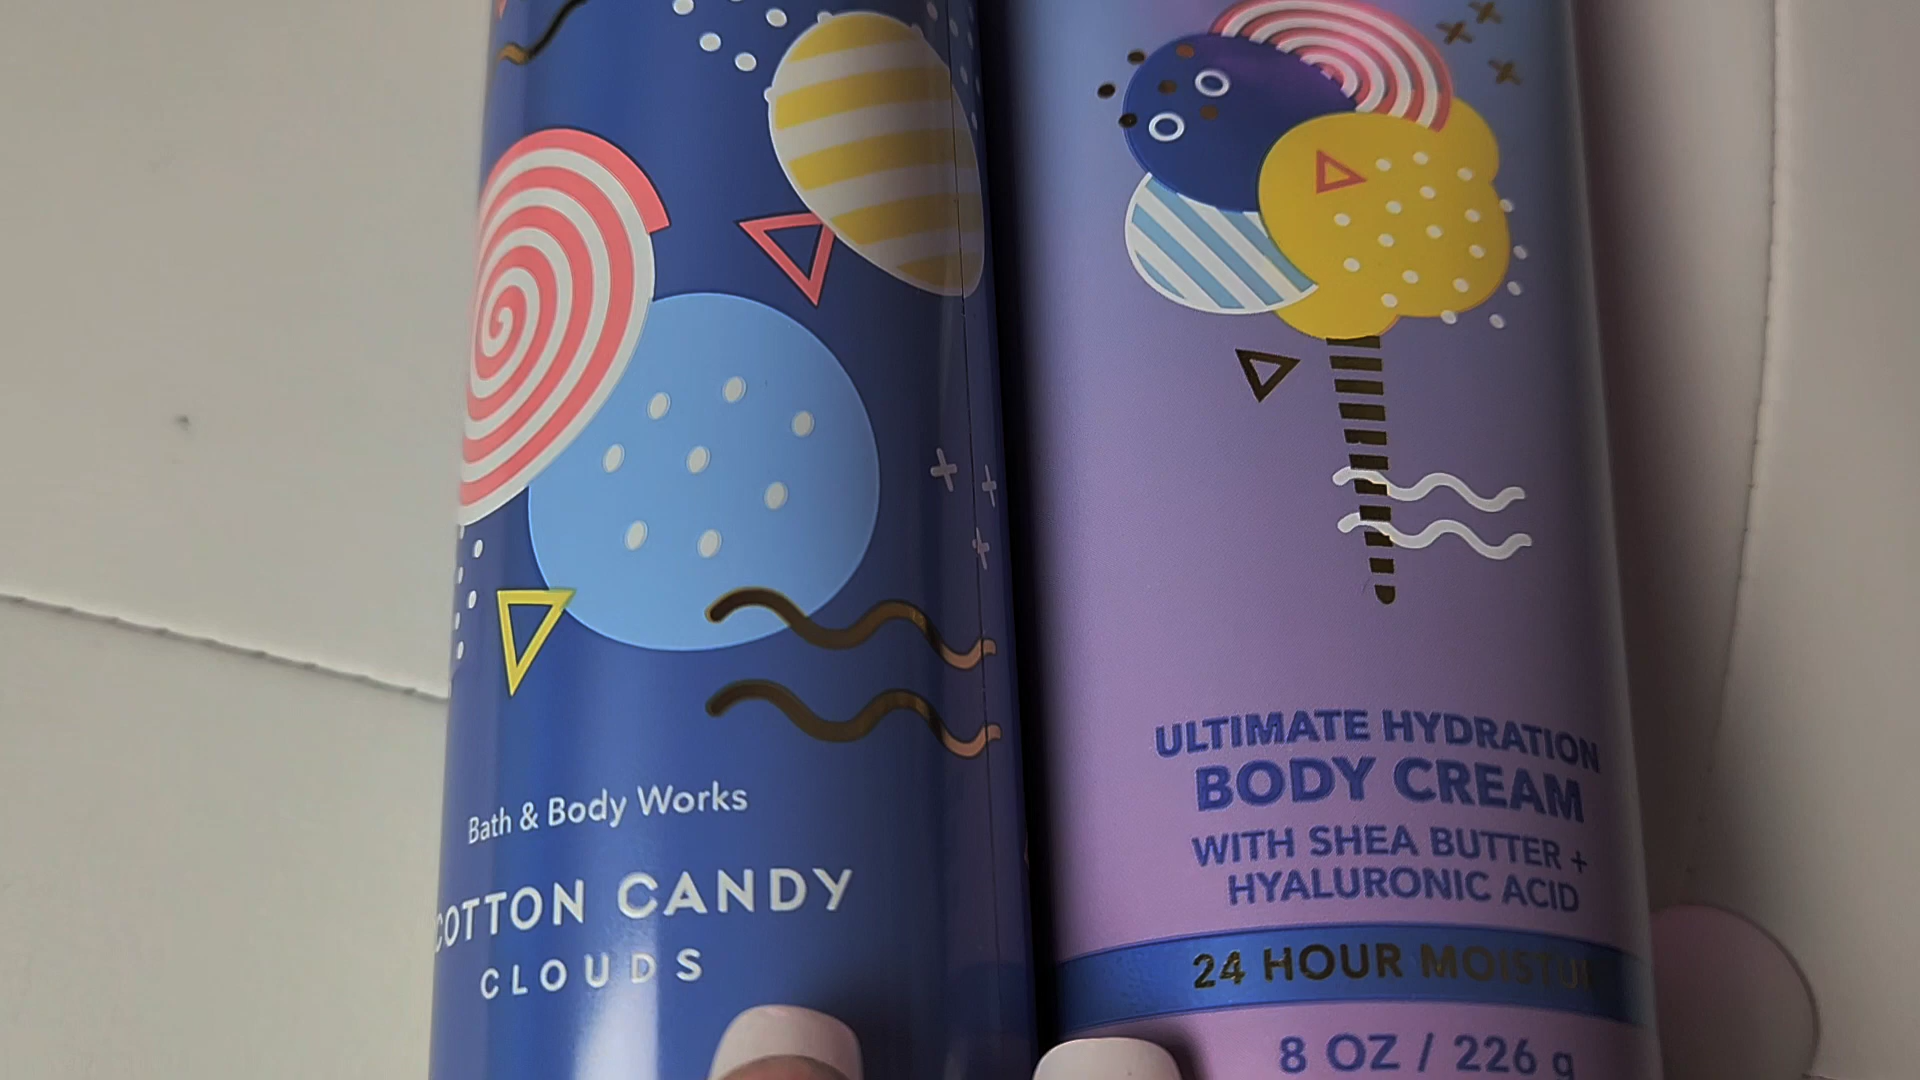 Bath & Body Works
COTTON CANDY
CLOUDS
ULTIMATE HYDRATION
BODY CREAM
WITH SHEA BUTTER +
HYALURONIC ACID
24 HOUR MOISTU
8 OZ / 226 g